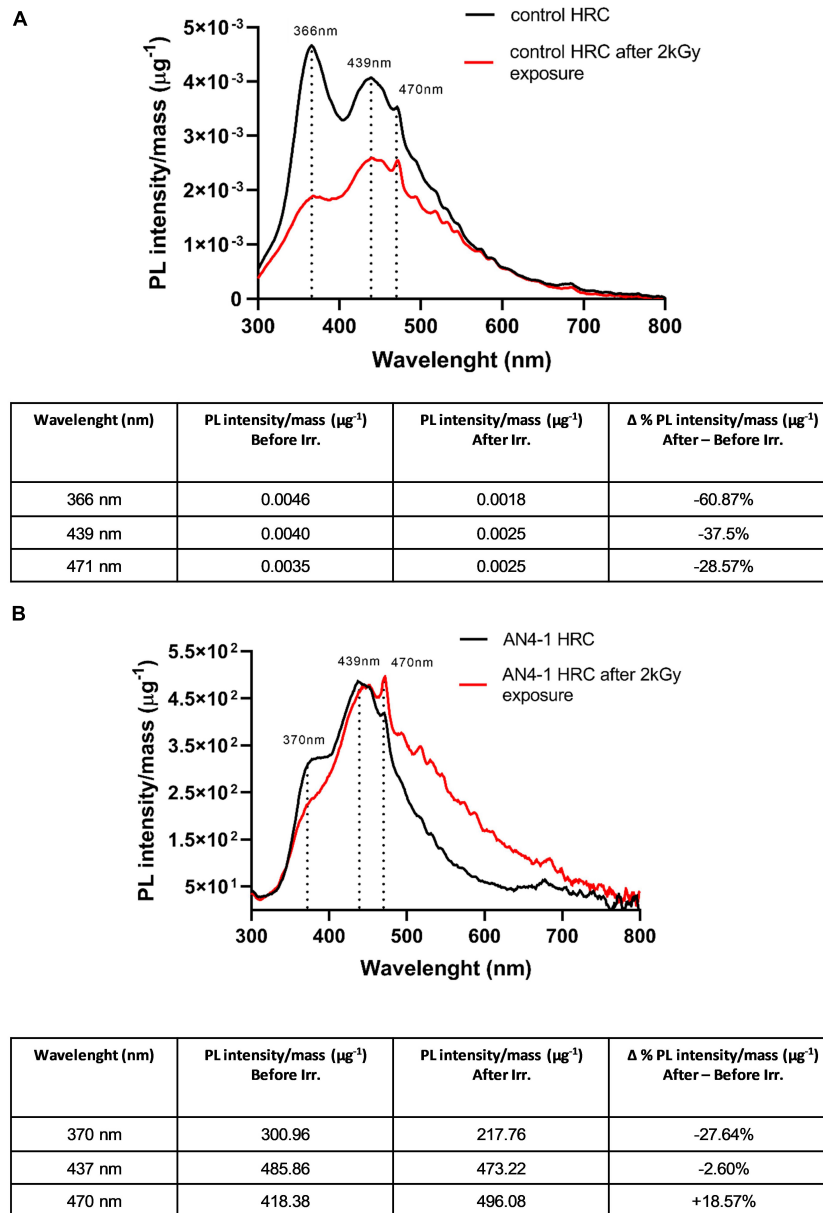 A
control HRC
control HRC after 2kGy
exposure
366nm
439nm
470nm
PL intensity/mass (µg⁻¹)
5×10⁻³
4×10⁻³
3×10⁻³
2×10⁻³
1×10⁻³
0
300 400 500 600 700 800
Wavelenght (nm)
Wavelenght (nm) PL intensity/mass (µg⁻¹) PL intensity/mass (µg⁻¹) Δ % PL intensity/mass (µg⁻¹)
Before Irr. After Irr. After – Before Irr.
366 nm 0.0046 0.0018 -60.87%
439 nm 0.0040 0.0025 -37.5%
471 nm 0.0035 0.0025 -28.57%
B
AN4-1 HRC
AN4-1 HRC after 2kGy
exposure
370nm
439nm
470nm
PL intensity/mass (µg⁻¹)
5.5×10²
4.5×10²
3.5×10²
2.5×10²
1.5×10²
5×10¹
300 400 500 600 700 800
Wavelenght (nm)
Wavelenght (nm) PL intensity/mass (µg⁻¹) PL intensity/mass (µg⁻¹) Δ % PL intensity/mass (µg⁻¹)
Before Irr. After Irr. After – Before Irr.
370 nm 300.96 217.76 -27.64%
437 nm 485.86 473.22 -2.60%
470 nm 418.38 496.08 +18.57%